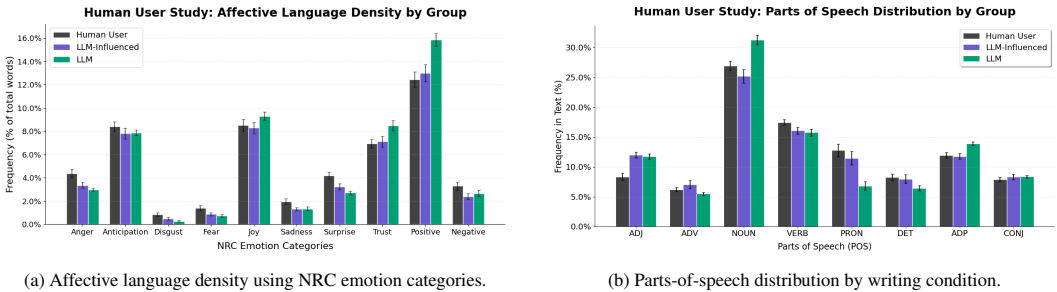 Human User Study: Affective Language Density by Group
Frequency (% of total words)
16.0%
14.0%
12.0%
10.0%
8.0%
6.0%
4.0%
2.0%
0.0%
Human User
LLM-Influenced
LLM
Anger Anticipation Disgust Fear Joy Sadness Surprise Trust Positive Negative
NRC Emotion Categories
(a) Affective language density using NRC emotion categories.
Human User Study: Parts of Speech Distribution by Group
Frequency in Text (%)
30.0%
25.0%
20.0%
15.0%
10.0%
5.0%
0.0%
Human User
LLM-Influenced
LLM
ADJ ADV NOUN VERB PRON DET ADP CONJ
Parts of Speech (POS)
(b) Parts-of-speech distribution by writing condition.